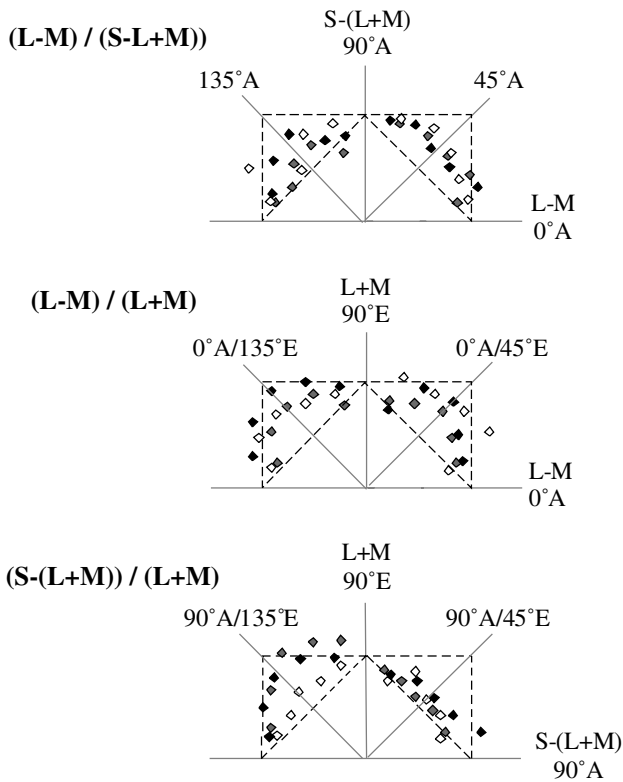 (L-M) / (S-L+M))
S-(L+M)
90˚A
135˚A
45˚A
L-M
0˚A
(L-M) / (L+M)
L+M
90˚E
0˚A/135˚E
0˚A/45˚E
L-M
0˚A
(S-(L+M)) / (L+M)
L+M
90˚E
90˚A/135˚E
90˚A/45˚E
S-(L+M)
90˚A